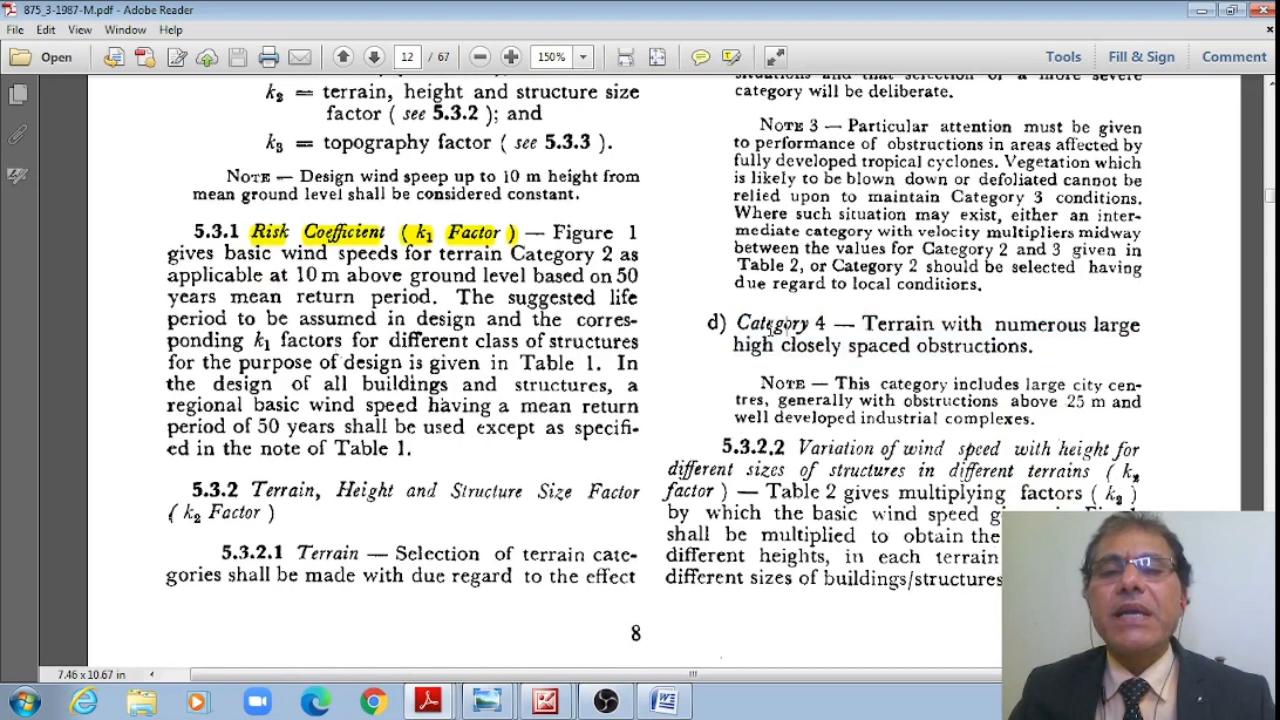 875_3-1987-M.pdf - Adobe Reader
File Edit View Window Help
Open 12 / 67 150% Tools Fill & Sign Comment
k2 = terrain, height and structure size
factor ( see 5.3.2 ); and
k3 = topography factor ( see 5.3.3 ).
NOTE — Design wind speep up to 10 m height from
mean ground level shall be considered constant.
5.3.1 Risk Coefficient ( k1 Factor ) — Figure 1
gives basic wind speeds for terrain Category 2 as
applicable at 10 m above ground level based on 50
years mean return period. The suggested life
period to be assumed in design and the corres-
ponding k1 factors for different class of structures
for the purpose of design is given in Table 1. In
the design of all buildings and structures, a
regional basic wind speed having a mean return
period of 50 years shall be used except as specifi-
ed in the note of Table 1.
5.3.2 Terrain, Height and Structure Size Factor
( k2 Factor )
5.3.2.1 Terrain — Selection of terrain cate-
gories shall be made with due regard to the effect
8
situations and that selection of a more severe
category will be deliberate.
NOTE 3 — Particular attention must be given
to performance of obstructions in areas affected by
fully developed tropical cyclones. Vegetation which
is likely to be blown down or defoliated cannot be
relied upon to maintain Category 3 conditions.
Where such situation may exist, either an inter-
mediate category with velocity multipliers midway
between the values for Category 2 and 3 given in
Table 2, or Category 2 should be selected having
due regard to local conditions.
d) Category 4 — Terrain with numerous large
high closely spaced obstructions.
NOTE — This category includes large city cen-
tres, generally with obstructions above 25 m and
well developed industrial complexes.
5.3.2.2 Variation of wind speed with height for
different sizes of structures in different terrains ( k2
factor ) — Table 2 gives multiplying factors ( k2 )
by which the basic wind speed
shall be multiplied to obtain the
different heights, in each terrain
different sizes of buildings/structures
7.46 x 10.67 in